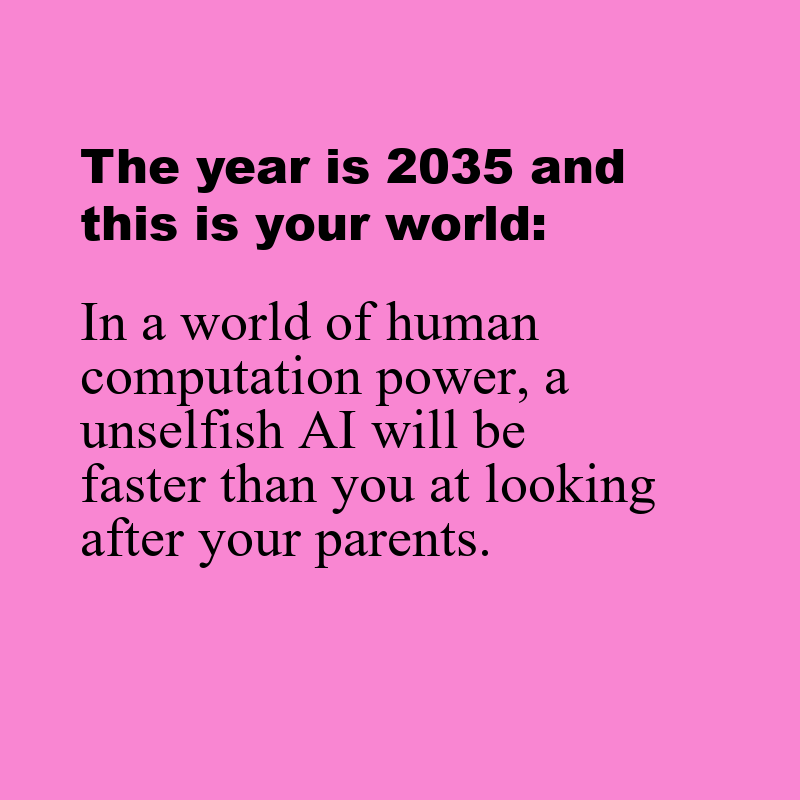 The year is 2035 and
this is your world:
In a world of human
computation power, a
unselfish AI will be
faster than you at looking
after your parents.